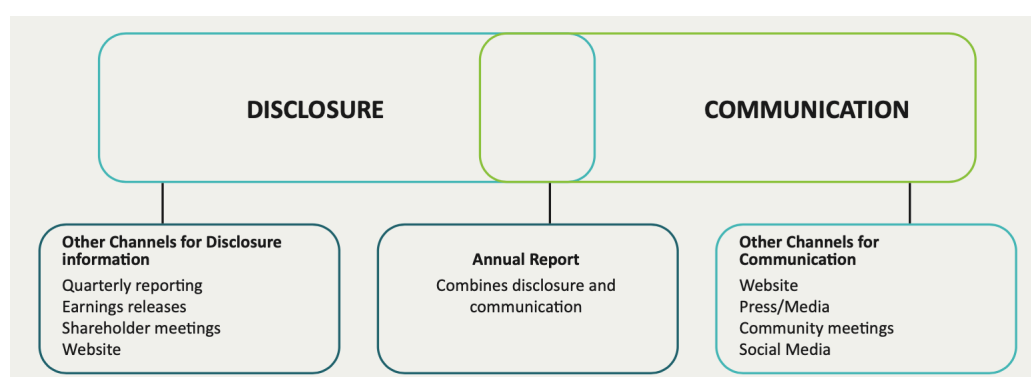 DISCLOSURE
COMMUNICATION
Other Channels for Disclosure
information
Quarterly reporting
Earnings releases
Shareholder meetings
Website
Annual Report
Combines disclosure and
communication
Other Channels for
Communication
Website
Press/Media
Community meetings
Social Media